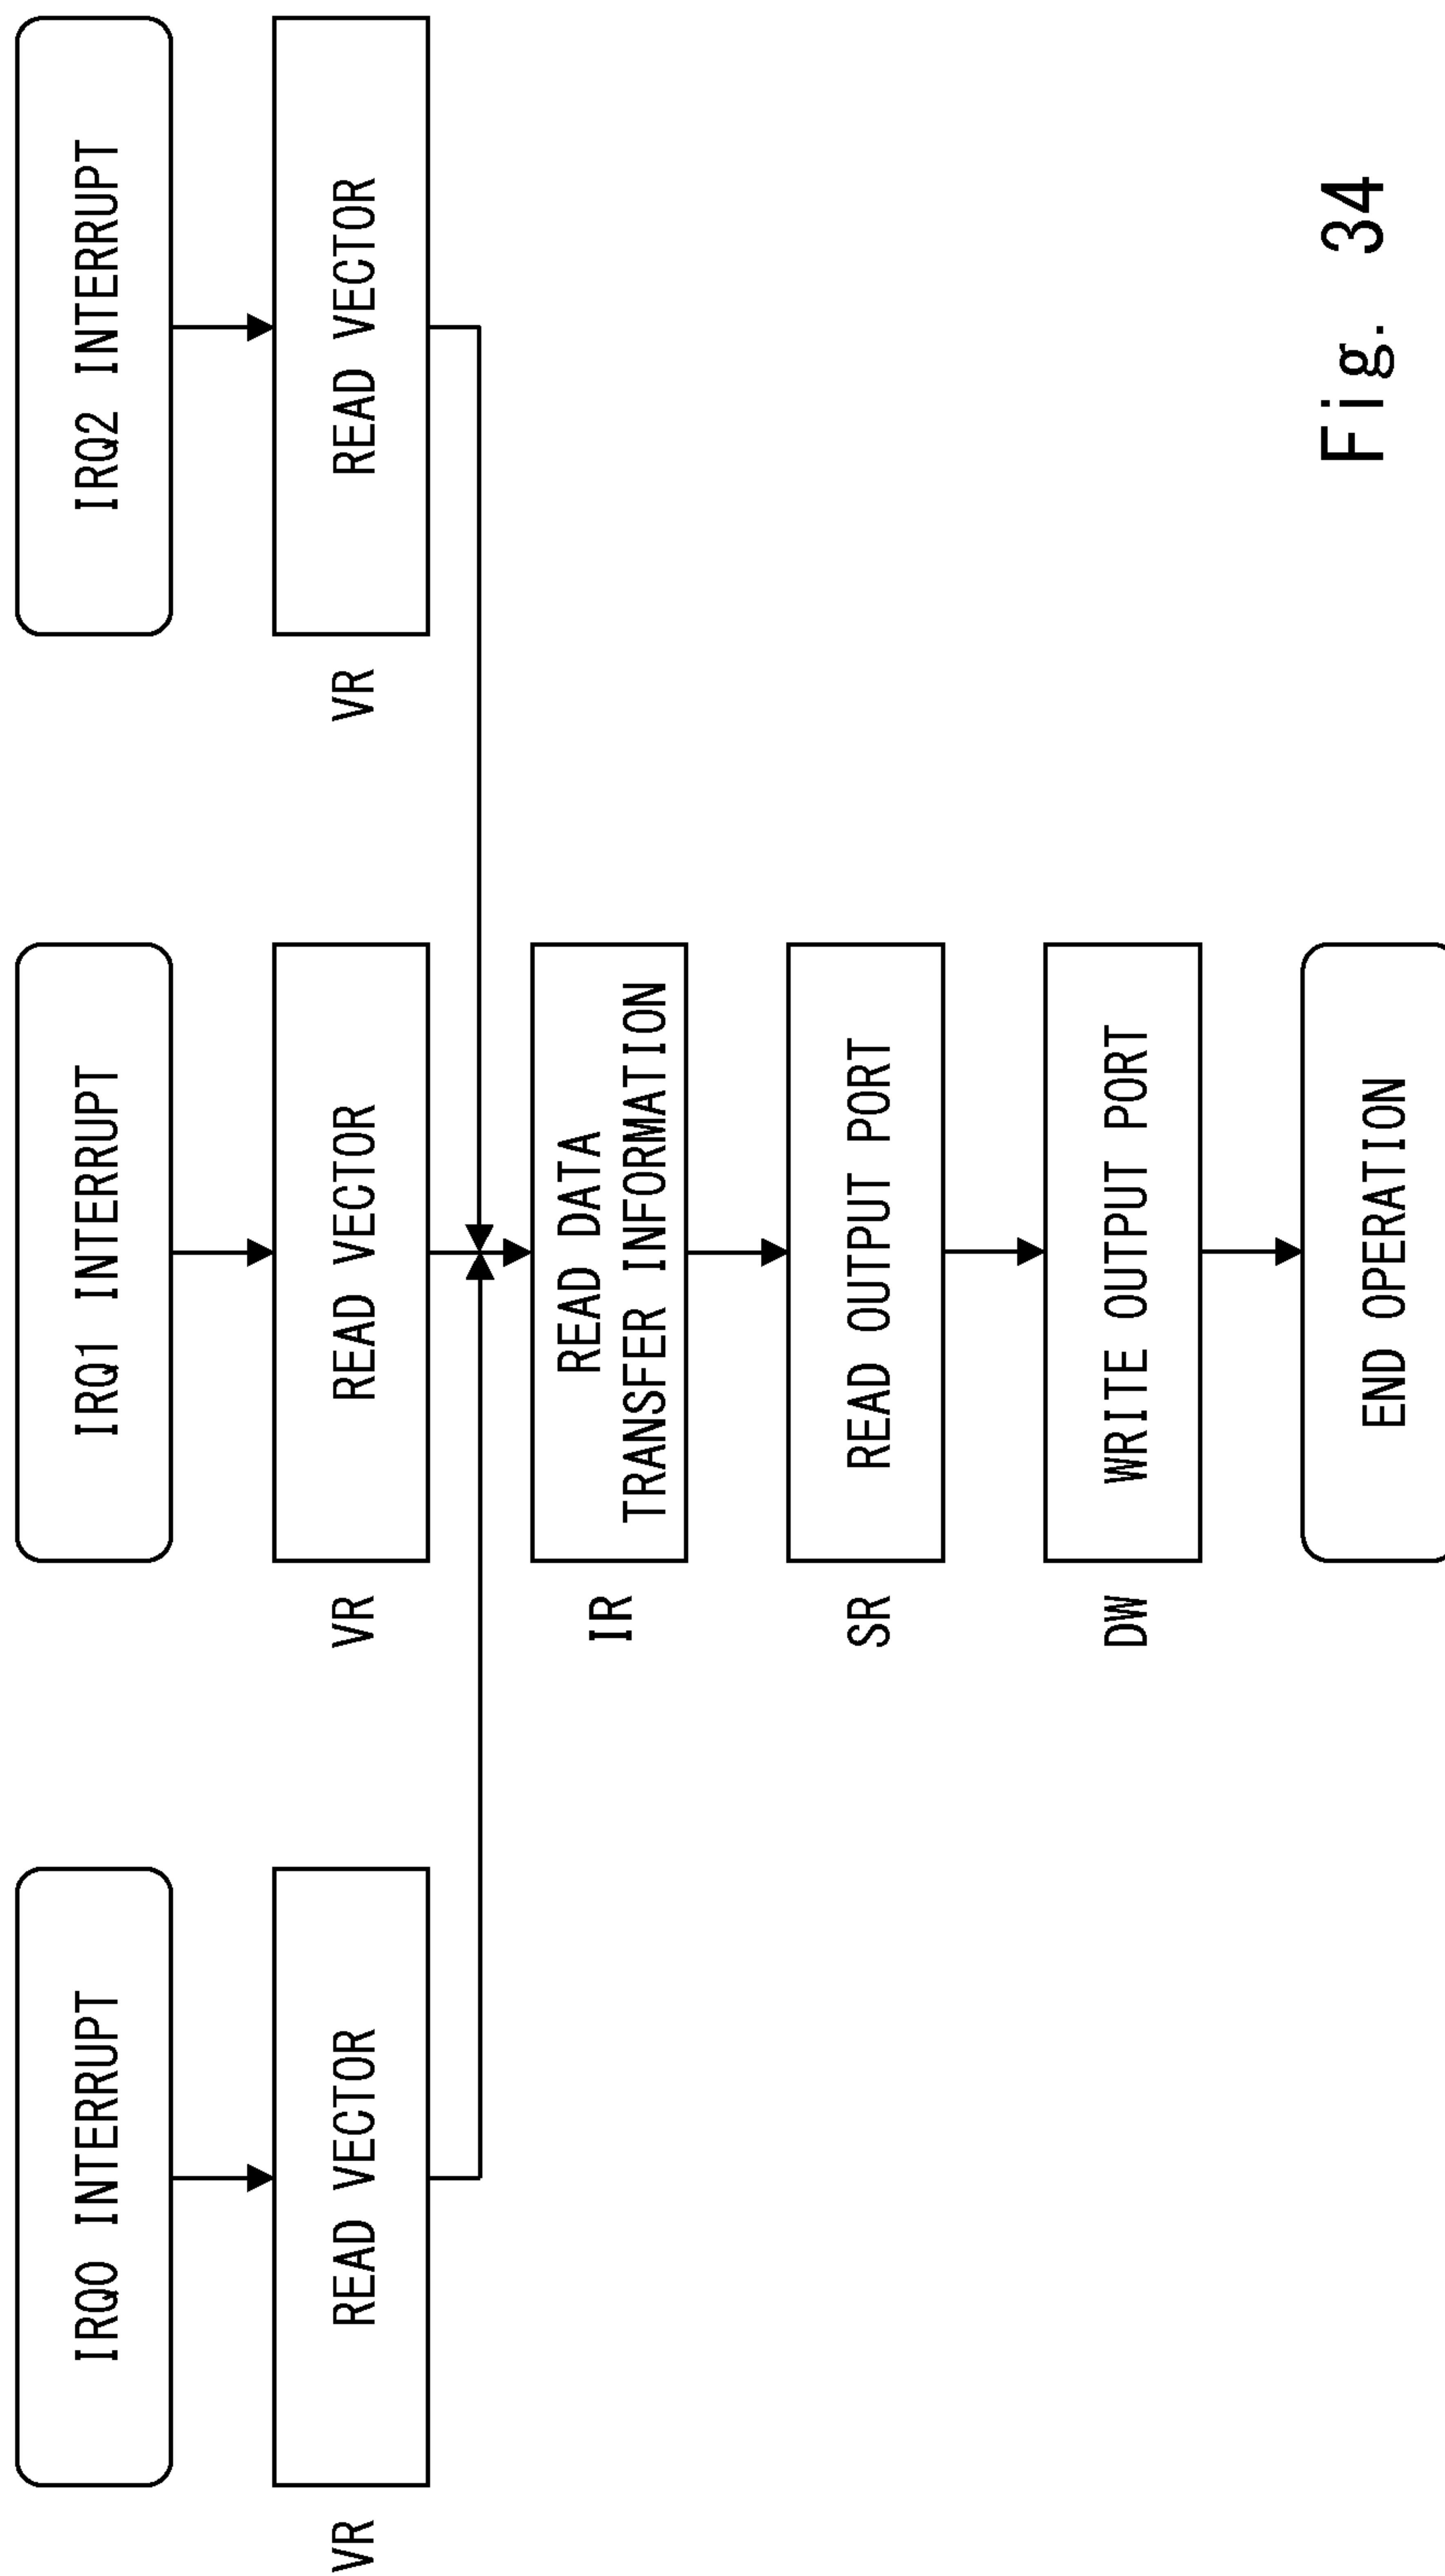 IRQ0 INTERRUPT
IRQ1 INTERRUPT
IRQ2 INTERRUPT
VR
READ VECTOR
VR
READ VECTOR
VR
READ VECTOR
IR
READ DATA
TRANSFER INFORMATION
SR
READ OUTPUT PORT
DW
WRITE OUTPUT PORT
END OPERATION
Fig. 34